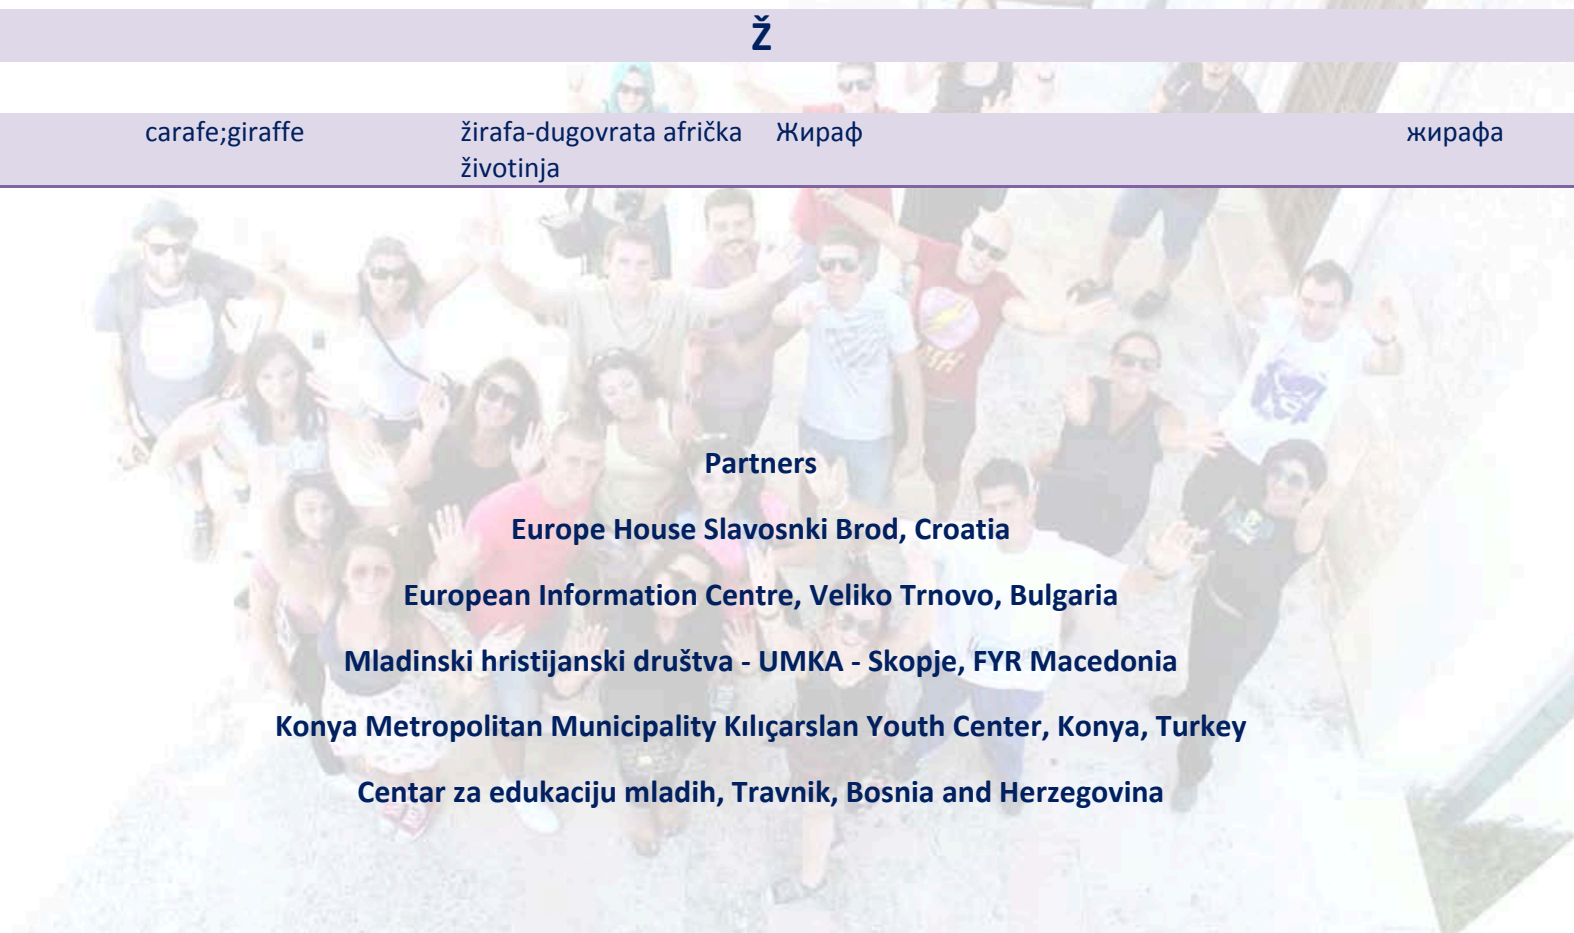 Ž
carafe;giraffe žirafa-dugovrata afrička Жираф жирафа
životinja
Partners
Europe House Slavosnki Brod, Croatia
European Information Centre, Veliko Trnovo, Bulgaria
Mladinski hristijanski društva - UMKA - Skopje, FYR Macedonia
Konya Metropolitan Municipality Kılıçarslan Youth Center, Konya, Turkey
Centar za edukaciju mladih, Travnik, Bosnia and Herzegovina